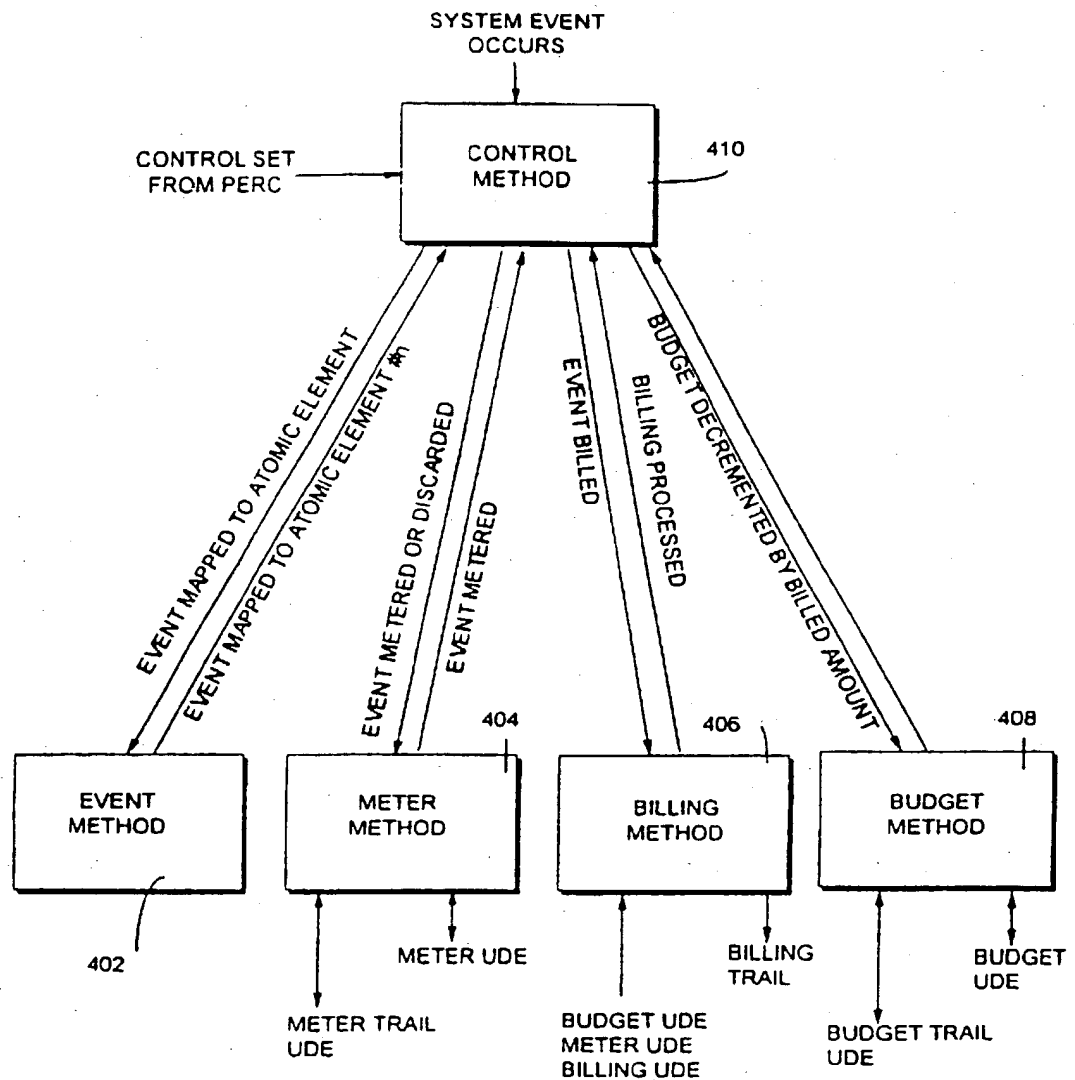 SYSTEM EVENT
OCCURS
CONTROL SET
FROM PERC
CONTROL
METHOD
410
EVENT MAPPED TO ATOMIC ELEMENT
EVENT MAPPED TO ATOMIC ELEMENT #n
EVENT METERED OR DISCARDED
EVENT METERED
EVENT BILLED
BILLING PROCESSED
BUDGET DECREMENTED BY BILLED AMOUNT
EVENT
METHOD
402
METER
METHOD
404
BILLING
METHOD
406
BUDGET
METHOD
408
METER TRAIL
UDE
METER UDE
BUDGET UDE
METER UDE
BILLING UDE
BILLING
TRAIL
BUDGET TRAIL
UDE
BUDGET
UDE